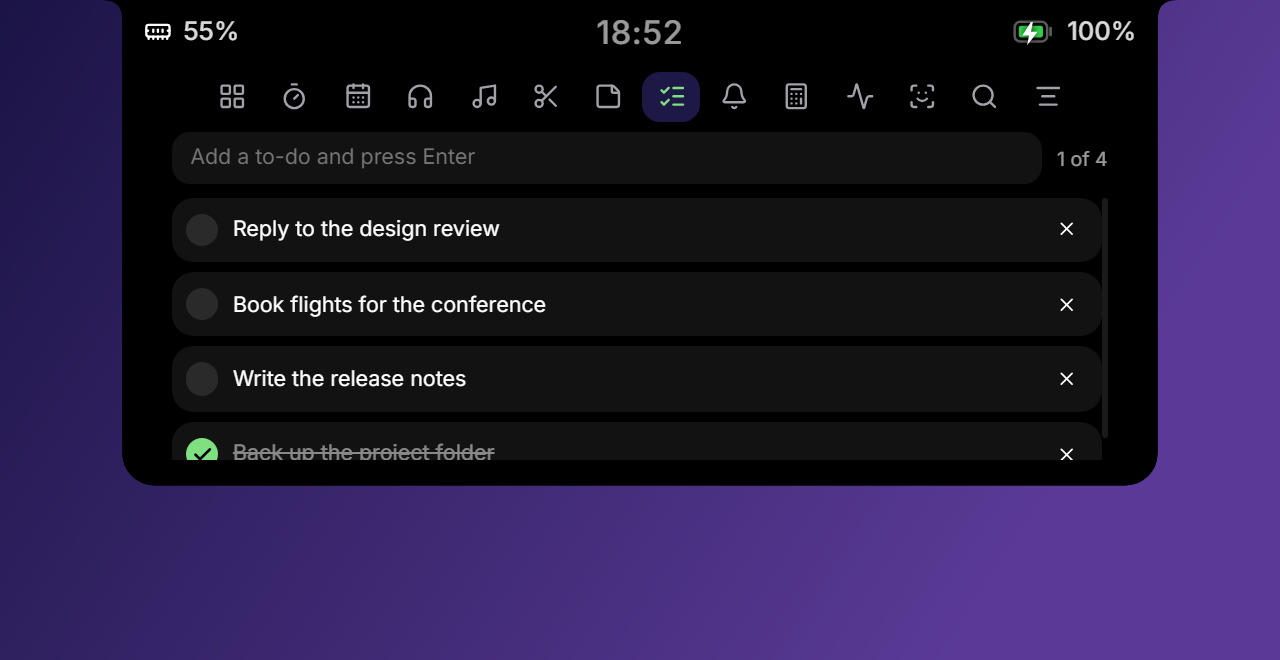 55%
18:52
100%
Add a to-do and press Enter
1 of 4
Reply to the design review
Book flights for the conference
Write the release notes
Back up the project folder